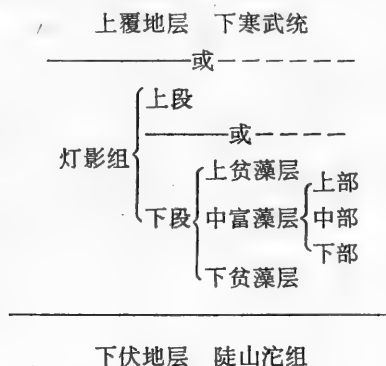 上覆地层 下寒武统
或
上段
或
灯影组
上贫藻层
上部
下段
中富藻层
中部
下部
下贫藻层
下伏地层 陡山沱组